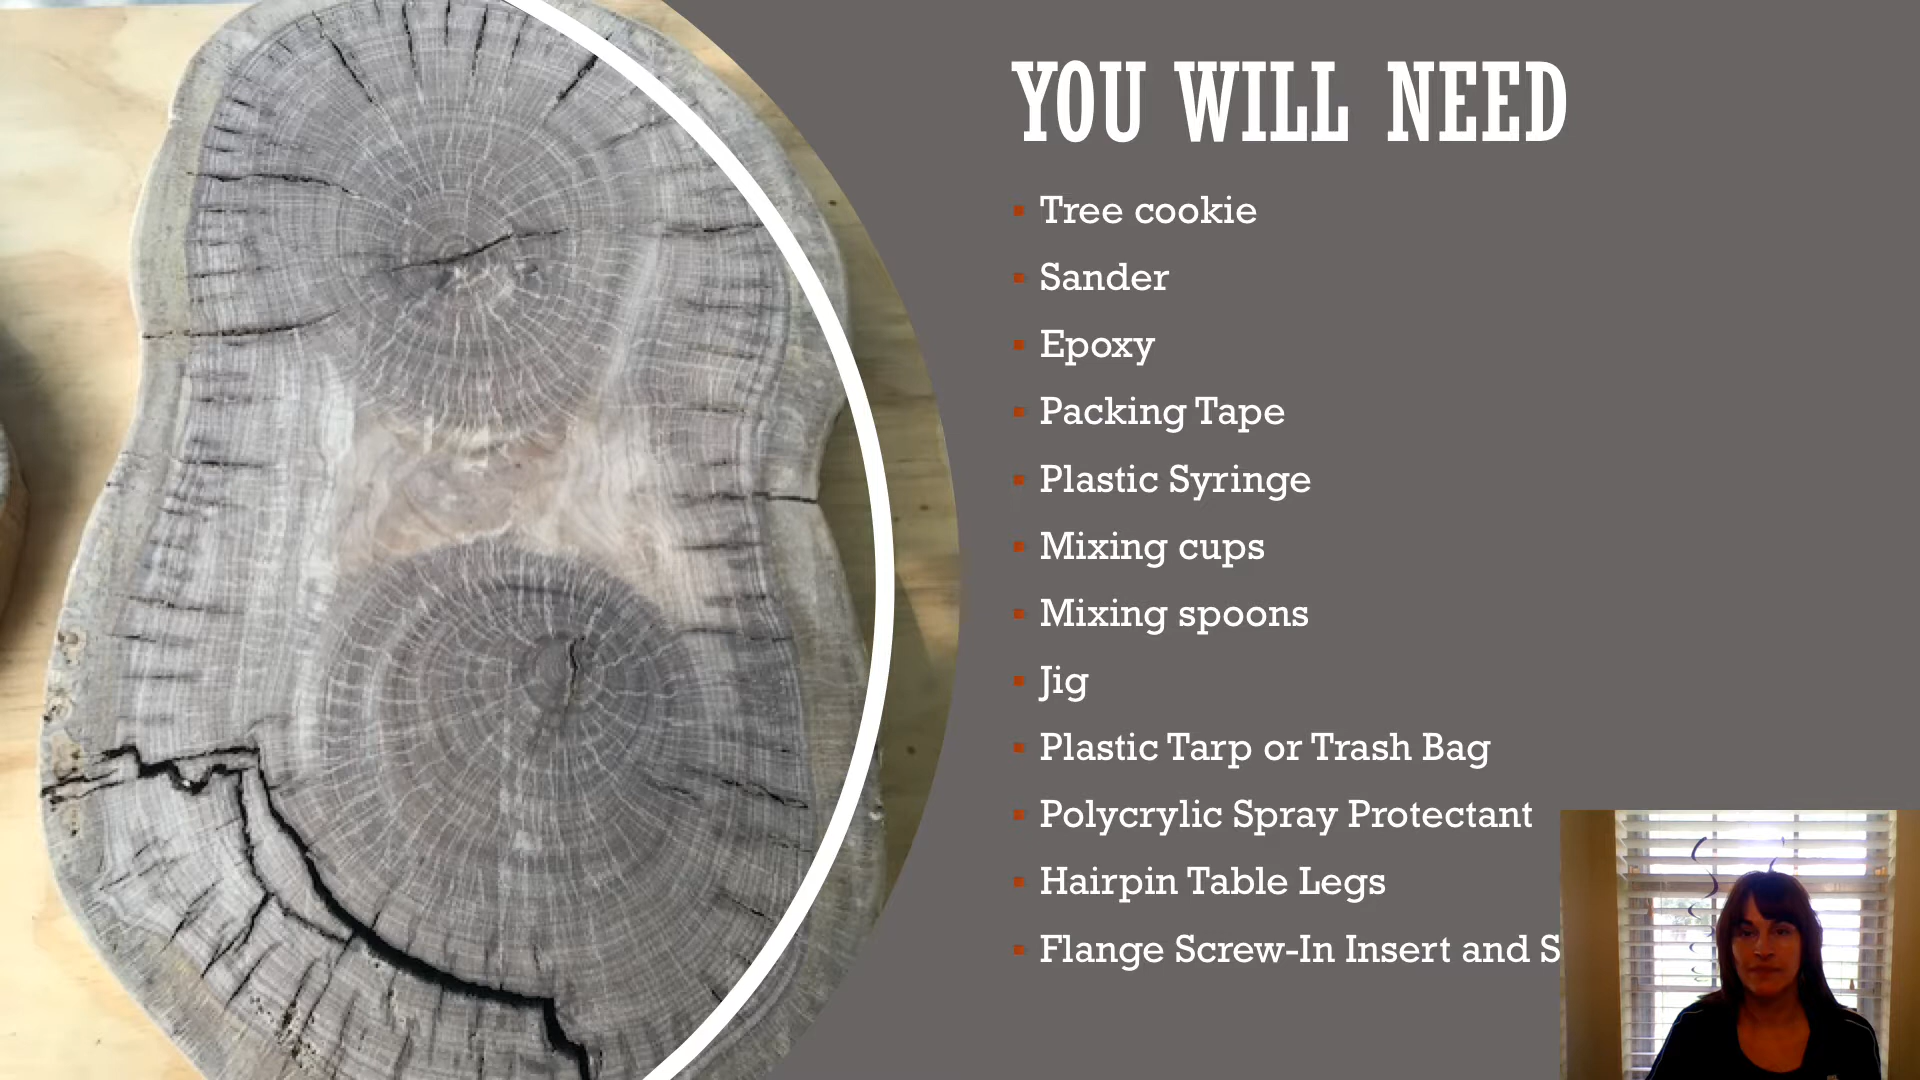 YOU WILL NEED
Tree cookie
Sander
Epoxy
Packing Tape
Plastic Syringe
Mixing cups
Mixing spoons
Jig
Plastic Tarp or Trash Bag
Polycrylic Spray Protectant
Hairpin Table Legs
Flange Screw-In Insert and S